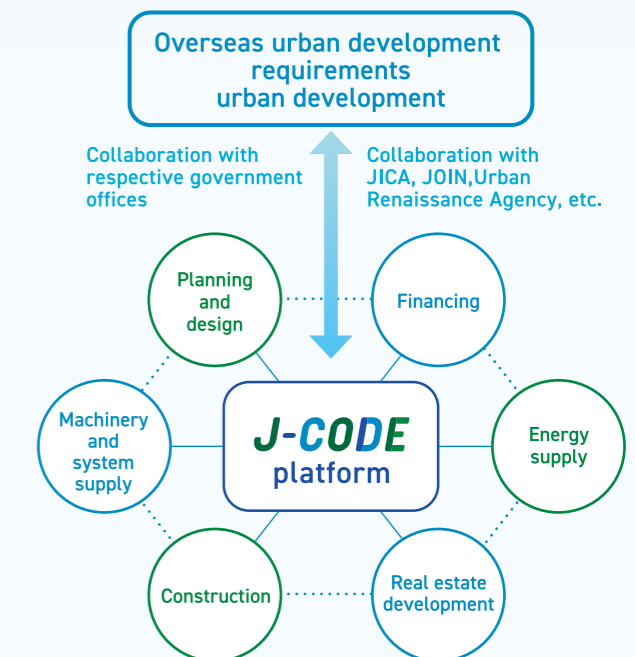 Overseas urban development
requirements
urban development
Collaboration with
respective government
offices
Collaboration with
JICA, JOIN,Urban
Renaissance Agency, etc.
Planning
and
design
Financing
Machinery
and
system
supply
J-CODE
platform
Energy
supply
Construction
Real estate
development